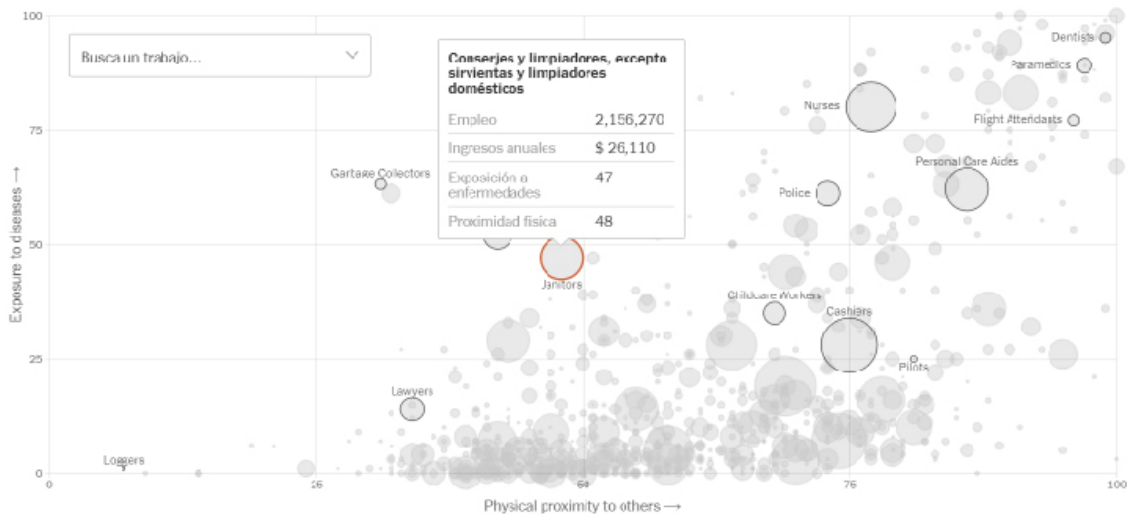 100
Busca un trabajo...
Conserjes y limpiadores, excepto
sirvientas y limpiadores
domésticos
Empleo 2,156,270
Ingresos anuales $ 26,110
Exposición a
enfermedades 47
Proximidad fisica 48
Dentists
Paramedics
Nurses
Flight Attendants
75
Personal Care Aides
Garbage Collectors
Police
50
Janitors
Childcare Workers
Cashiers
25
Pilots
Lawyers
Loggers
0
0 25 50 75 100
Exposure to diseases →
Physical proximity to others →